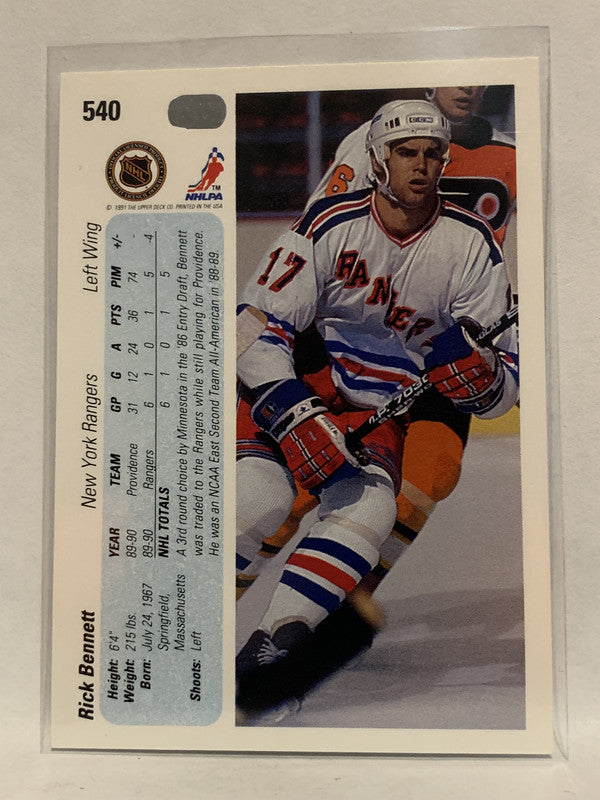 540
NHL
NHLPA
TM
© 1991 THE UPPER DECK CO. PRINTED IN THE USA
Rick Bennett New York Rangers Left Wing
Height: 6'4"
Weight: 215 lbs.
Born: July 24, 1967
Springfield,
Massachusetts
Shoots: Left
YEAR TEAM GP G A PTS PIM +/-
89-90 Providence 31 12 24 36 74 -
89-90 Rangers 6 1 0 1 5 -4
NHL TOTALS 6 1 0 1 5
A 3rd round choice by Minnesota in the '86 Entry Draft, Bennett
was traded to the Rangers while still playing for Providence.
He was an NCAA East Second Team All-American in '88-89.
CCM
17
RANGERS
17
6